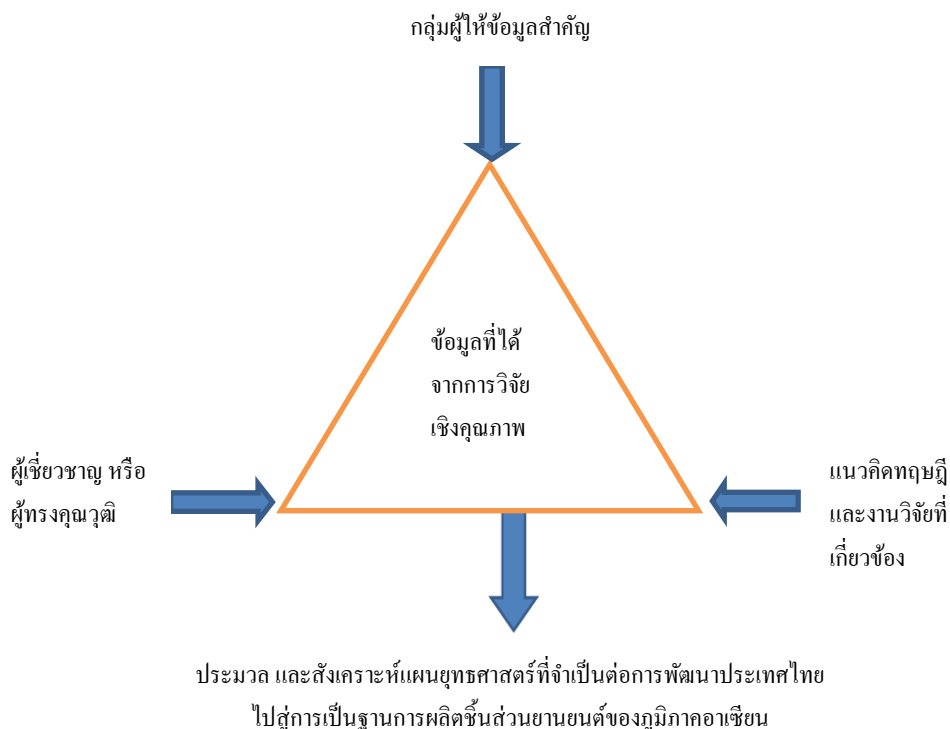 กลุ่มผู้ให้ข้อมูลสำคัญ
ข้อมูลที่ได้
จากการวิจัย
เชิงคุณภาพ
ผู้เชี่ยวชาญ หรือ
ผู้ทรงคุณวุฒิ
แนวคิดทฤษฎี
และงานวิจัยที่
เกี่ยวข้อง
ประมวล และสังเคราะห์แผนยุทธศาสตร์ที่จำเป็นต่อการพัฒนาประเทศไทย
ไปสู่การเป็นฐานการผลิตชิ้นส่วนยานยนต์ของภูมิภาคอาเซียน